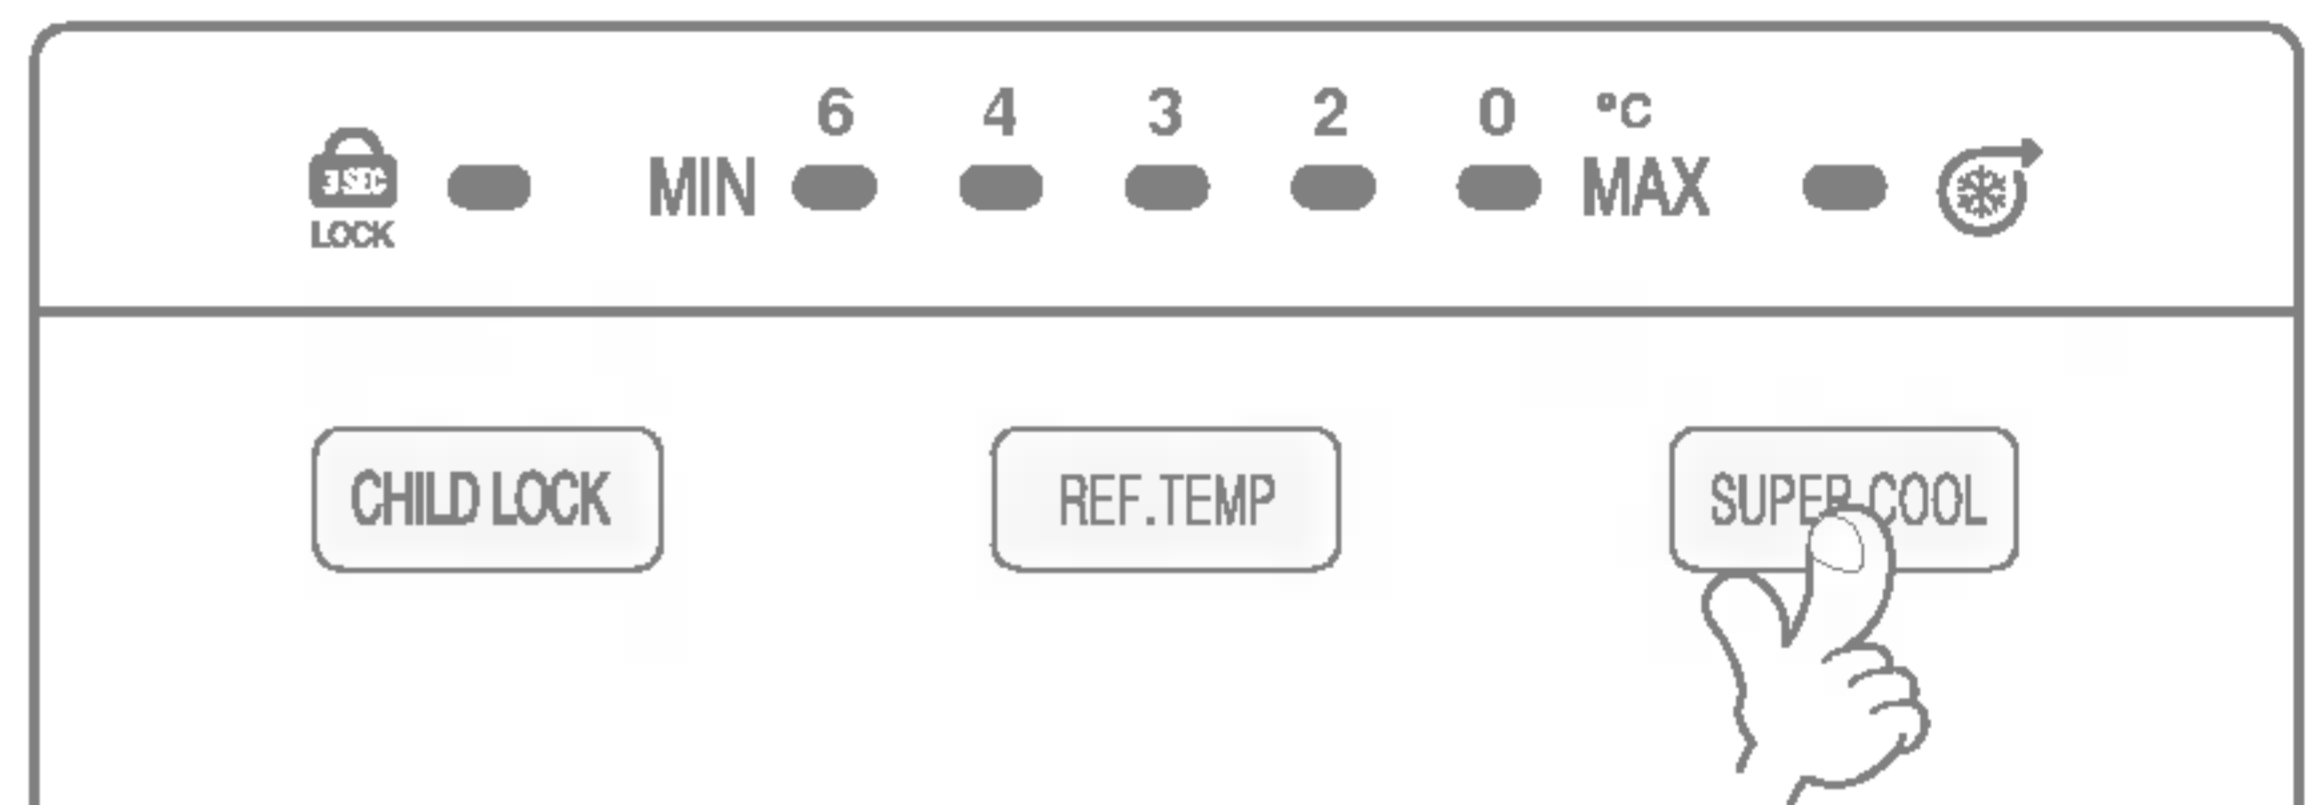 6 4 3 2 0 °C
3 SEC MIN MAX
LOCK
CHILD LOCK REF.TEMP SUPER COOL